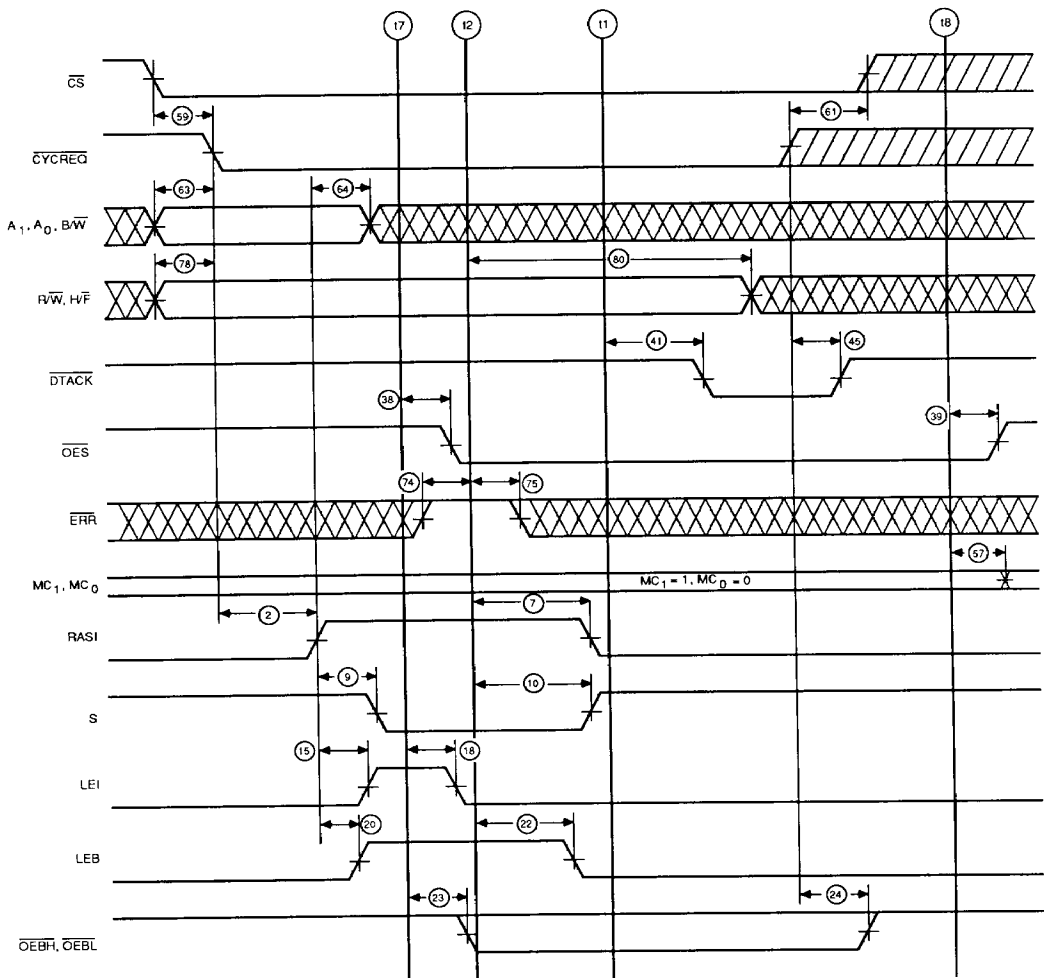 t7 t2 t1 t8
CS
59 61
CYCREQ
63 64
A1, A0, B/W
78 80
R/W, H/F
41 45
DTACK
38 39
OES
74 75
ERR
57
MC1, MC0 MC1 = 1, MC0 = 0
2 7
RASI
9 10
S
15 18
LEI
20 22
LEB
23 24
OEBH, OEBL